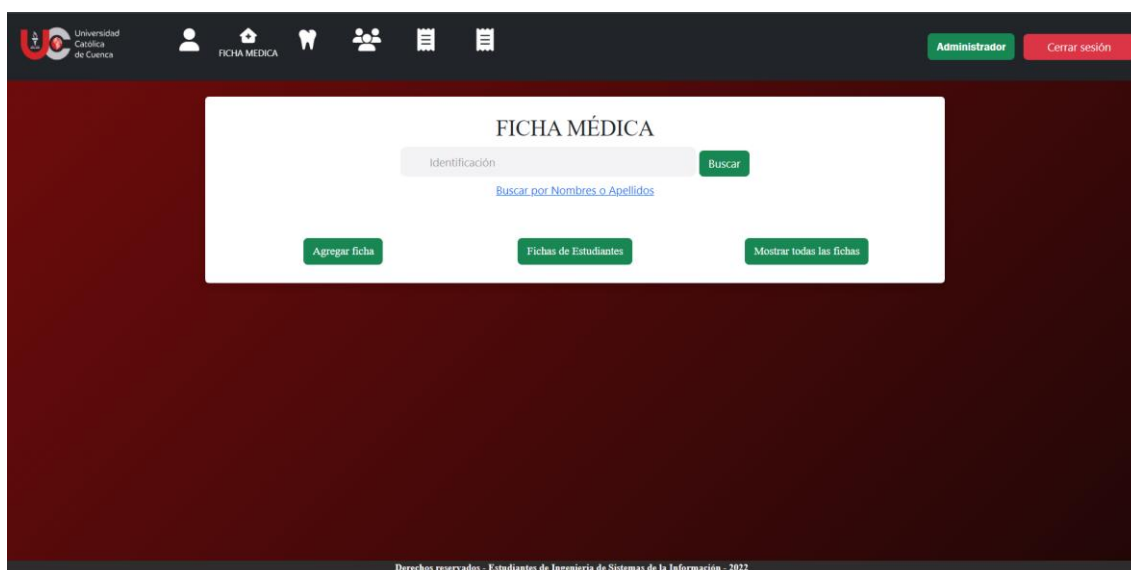 Universidad
Católica
de Cuenca
FICHA MEDICA
Administrador
Cerrar sesión
FICHA MÉDICA
Identificación
Buscar
Buscar por Nombres o Apellidos
Agregar ficha
Fichas de Estudiantes
Mostrar todas las fichas
Derechos reservados - Estudiantes de Ingenieria de Sistemas de la Información - 2022